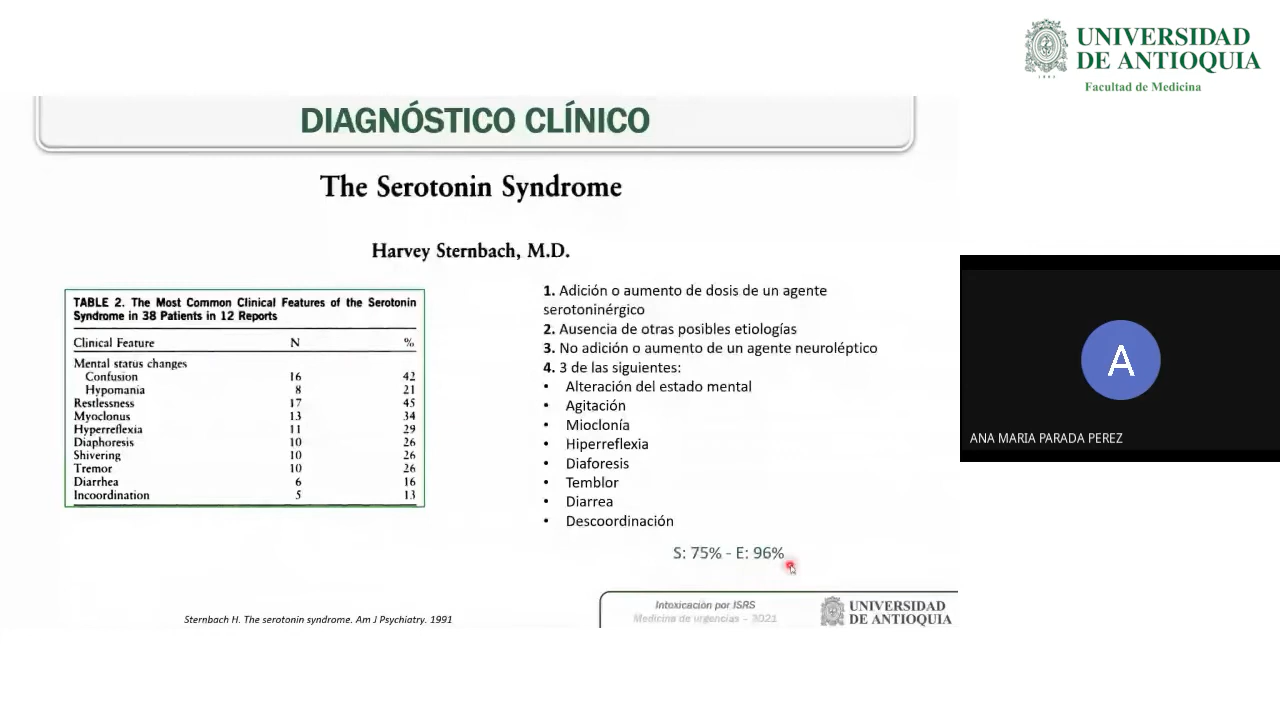 UNIVERSIDAD
DE ANTIOQUIA
1803
Facultad de Medicina
DIAGNÓSTICO CLÍNICO
The Serotonin Syndrome
Harvey Sternbach, M.D.
TABLE 2. The Most Common Clinical Features of the Serotonin
Syndrome in 38 Patients in 12 Reports
Clinical Feature N %
Mental status changes
Confusion 16 42
Hypomania 8 21
Restlessness 17 45
Myoclonus 13 34
Hyperreflexia 11 29
Diaphoresis 10 26
Shivering 10 26
Tremor 10 26
Diarrhea 6 16
Incoordination 5 13
1. Adición o aumento de dosis de un agente
serotoninérgico
2. Ausencia de otras posibles etiologías
3. No adición o aumento de un agente neuroléptico
4. 3 de las siguientes:
• Alteración del estado mental
• Agitación
• Mioclonía
• Hiperreflexia
• Diaforesis
• Temblor
• Diarrea
• Descoordinación
S: 75% - E: 96%
A
ANA MARIA PARADA PEREZ
Sternbach H. The serotonin syndrome. Am J Psychiatry. 1991
Intoxicación por ISRS
Medicina de urgencias – 2021
UNIVERSIDAD
DE ANTIOQUIA